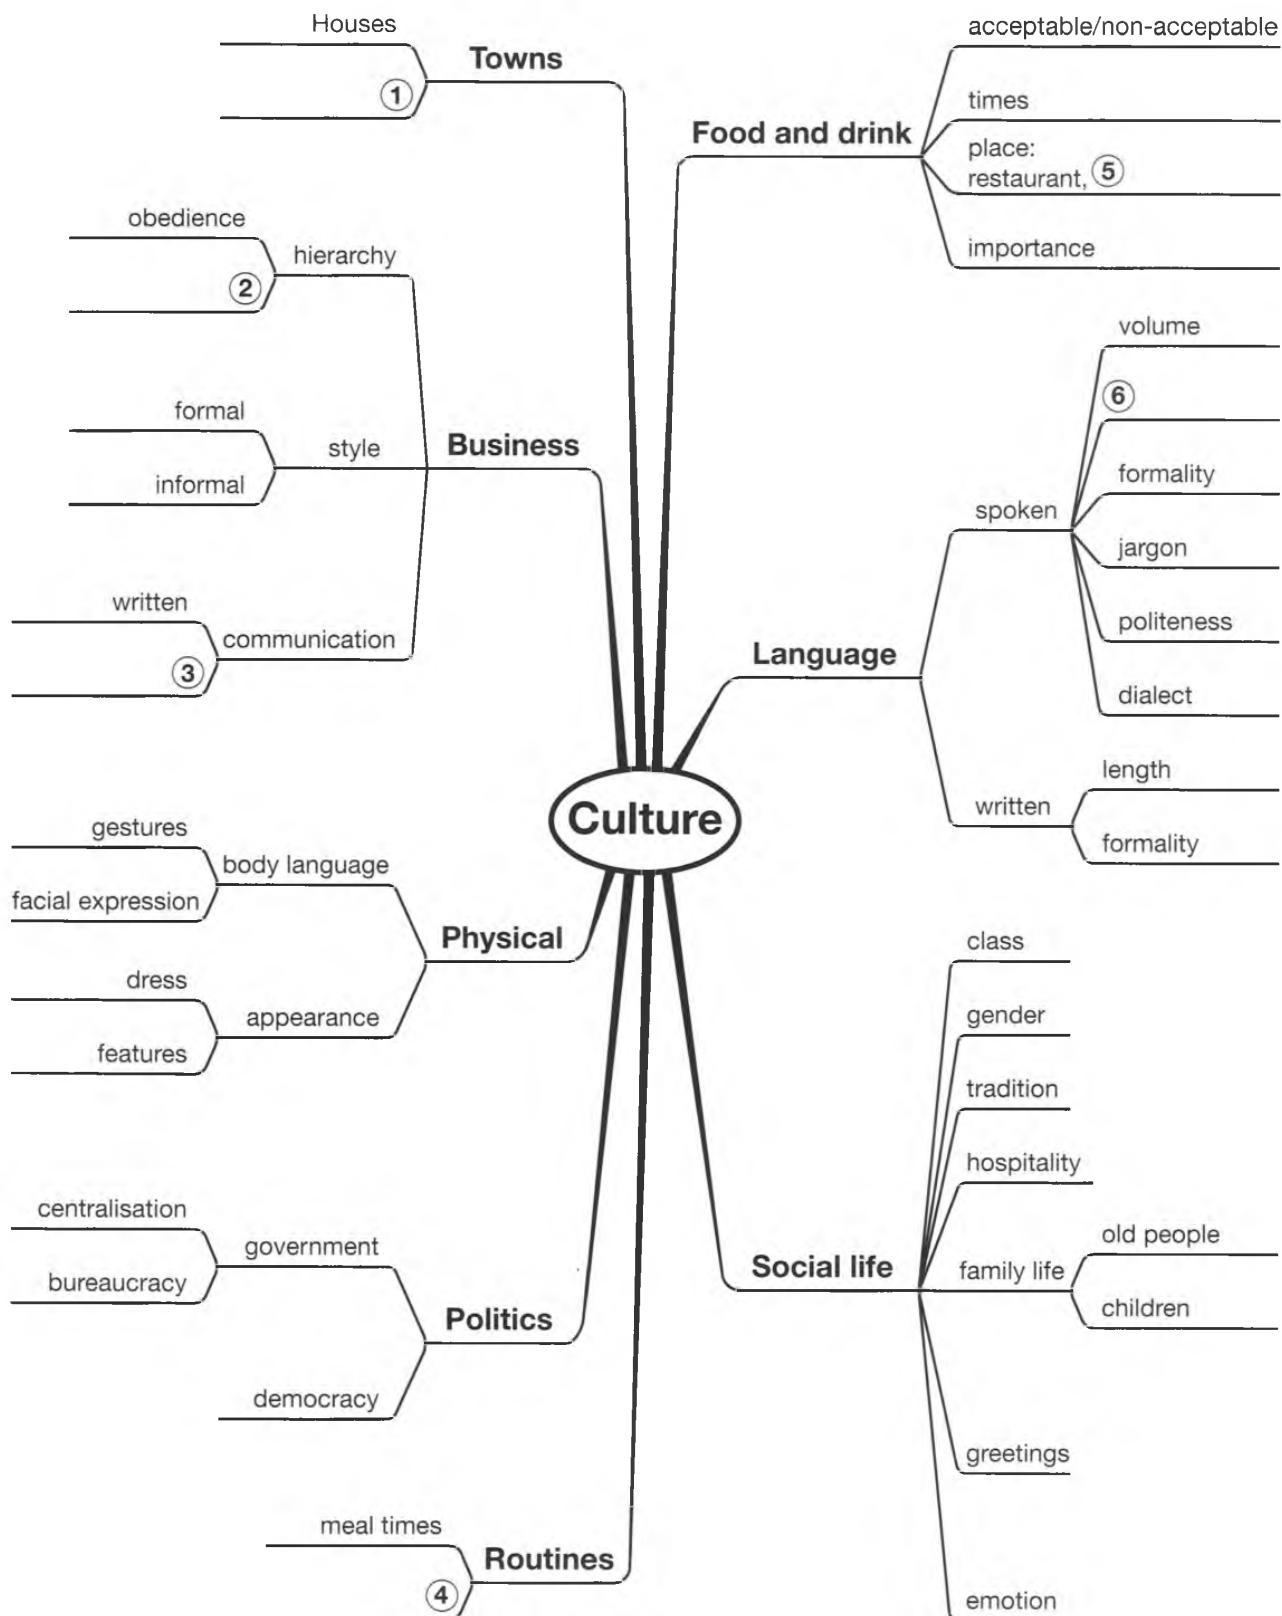 Houses
Towns
①
obedience
hierarchy
②
formal
style
informal
Business
written
communication
③
gestures
body language
facial expression
Physical
dress
appearance
features
centralisation
government
bureaucracy
Politics
democracy
meal times
Routines
④
Culture
acceptable/non-acceptable
times
Food and drink
place:
restaurant, ⑤
importance
volume
⑥
formality
spoken
jargon
politeness
Language
dialect
length
written
formality
class
gender
tradition
hospitality
old people
Social life
family life
children
greetings
emotion